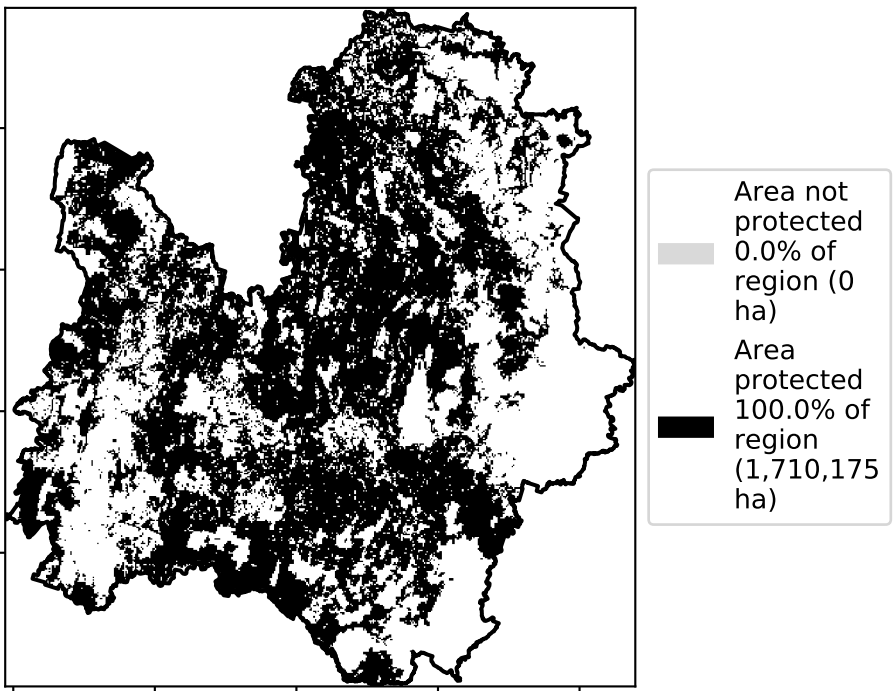 Area not
protected
0.0% of
region (0
ha)
Area
protected
100.0% of
region
(1,710,175
ha)